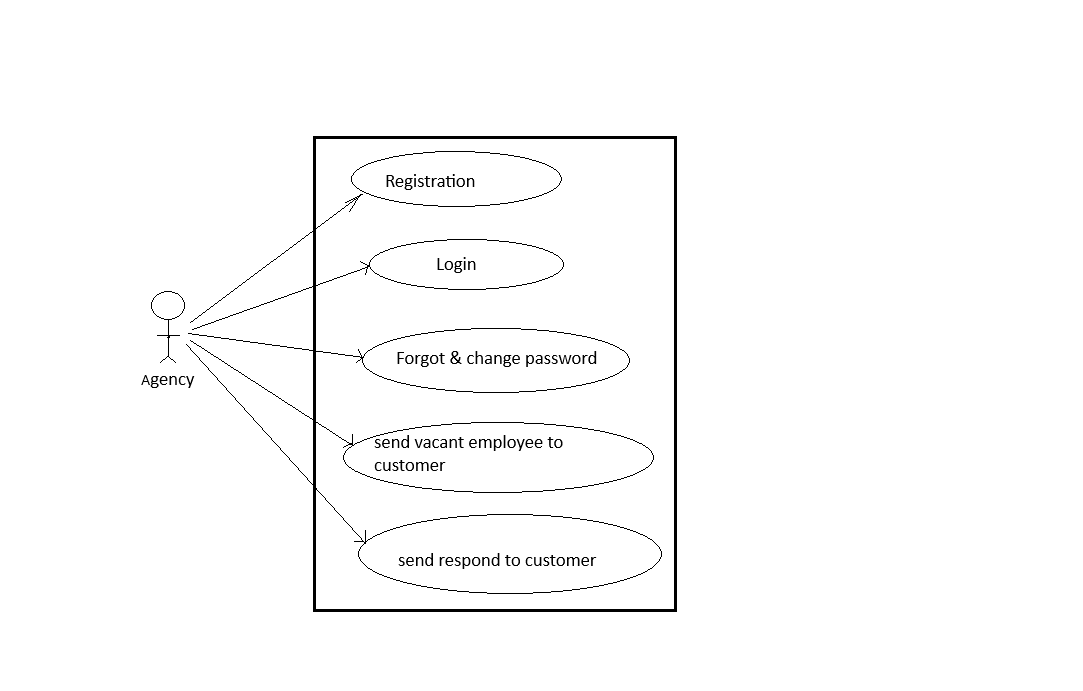 Registration
Login
Forgot & change password
Agency
send vacant employee to
customer
send respond to customer